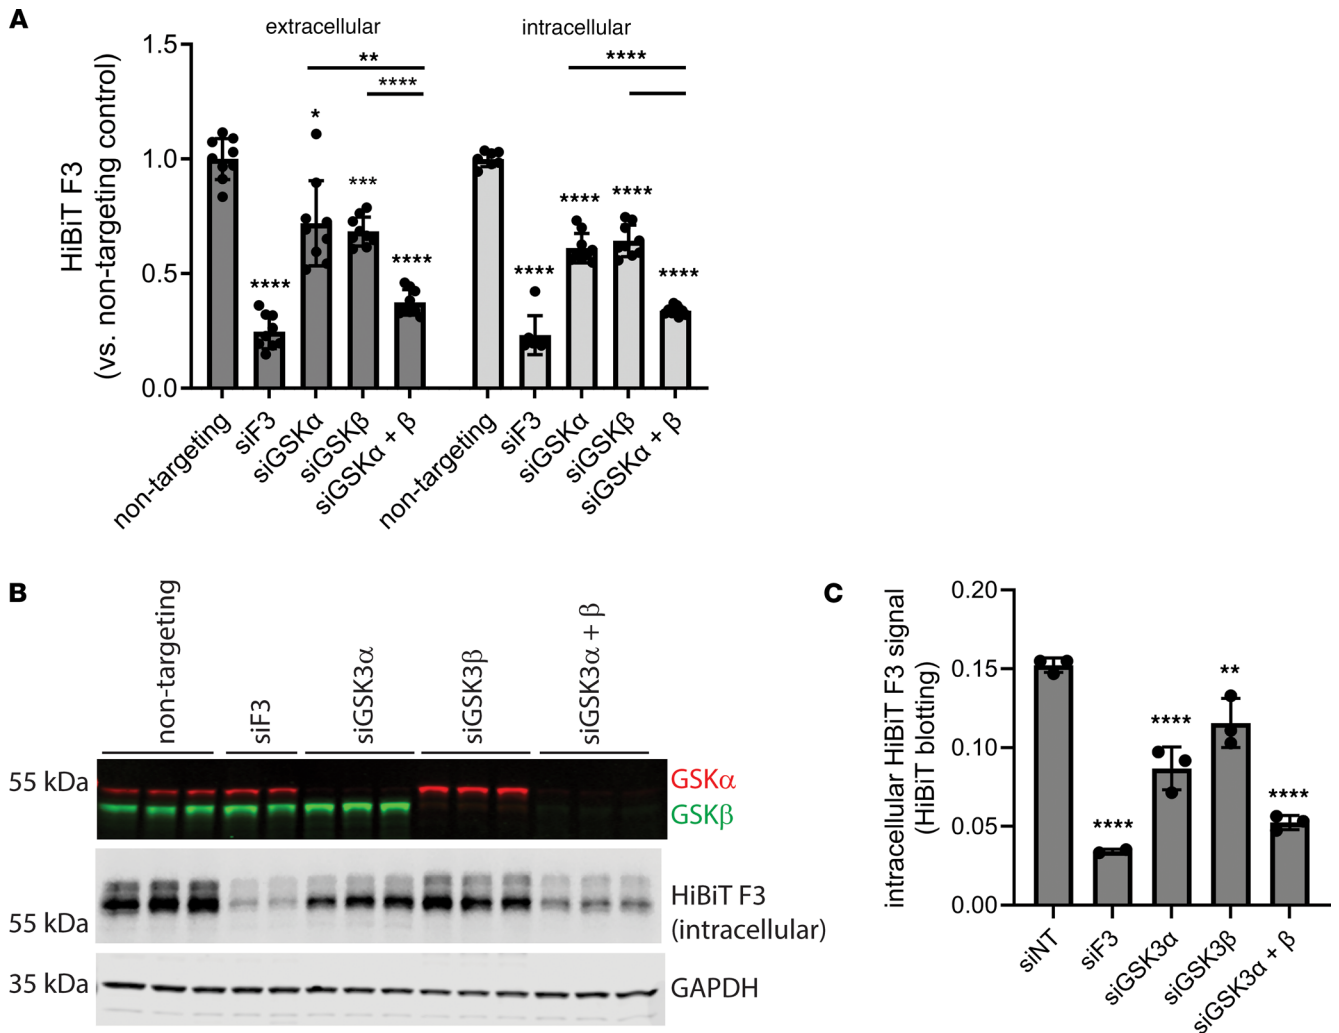 A
extracellular
intracellular
**
****
****
HiBiT F3
(vs. non-targeting control)
1.5
1.0
0.5
0.0
****
*
***
****
****
****
****
****
non-targeting
siF3
siGSKα
siGSKβ
siGSKα + β
non-targeting
siF3
siGSKα
siGSKβ
siGSKα + β
B
non-targeting
siF3
siGSK3α
siGSK3β
siGSK3α + β
55 kDa
GSKα
GSKβ
HiBiT F3
(intracellular)
55 kDa
35 kDa
GAPDH
C
intracellular HiBiT F3 signal
(HiBiT blotting)
0.20
0.15
0.10
0.05
0.00
****
****
**
****
siNT
siF3
siGSK3α
siGSK3β
siGSK3α + β